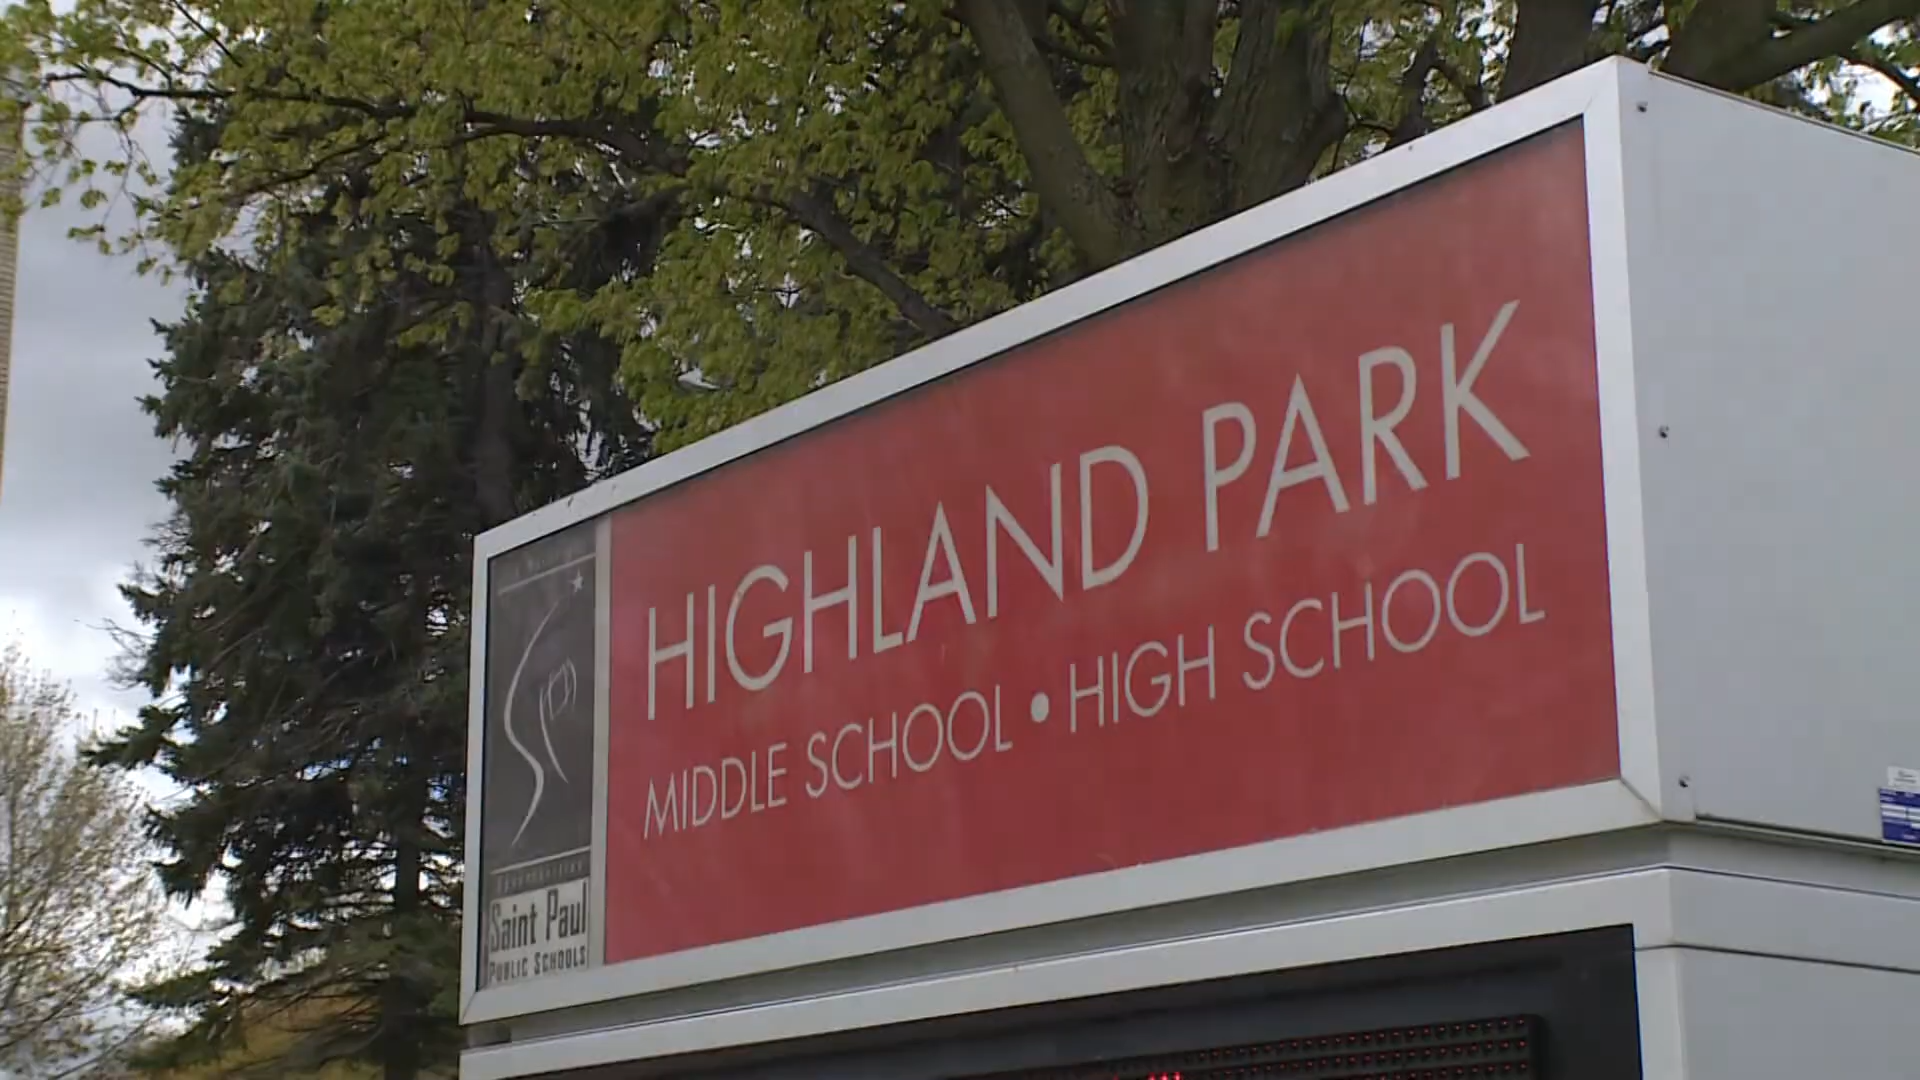 HIGHLAND PARK
MIDDLE SCHOOL • HIGH SCHOOL
Saint Paul
PUBLIC SCHOOLS